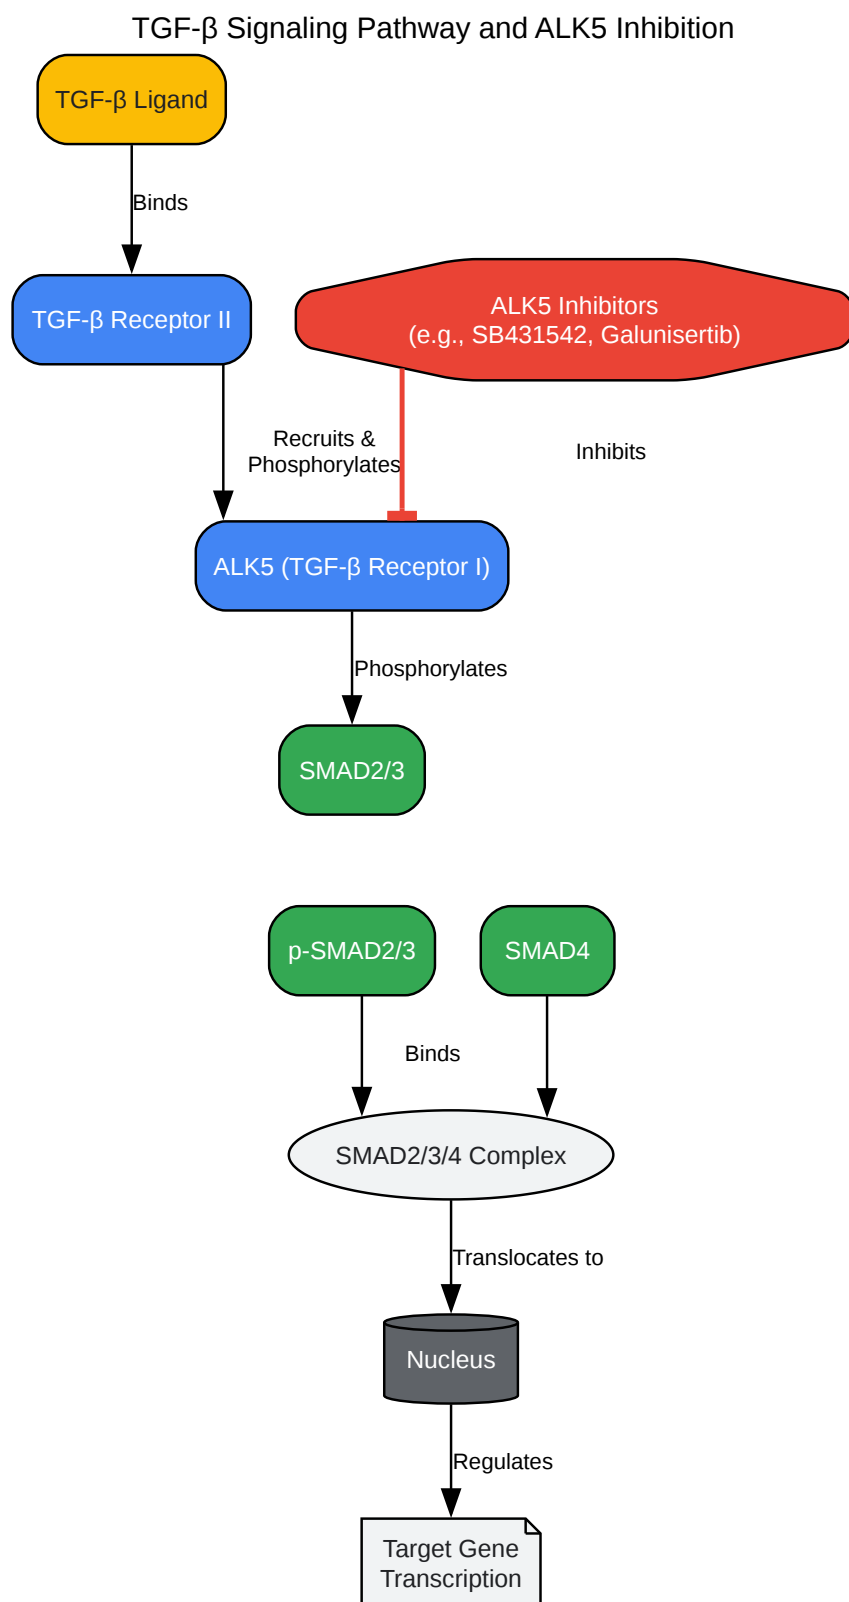 TGF-β Signaling Pathway and ALK5 Inhibition
TGF-β Ligand
Binds
TGF-β Receptor II
ALK5 Inhibitors
(e.g., SB431542, Galunisertib)
Recruits &
Phosphorylates
Inhibits
ALK5 (TGF-β Receptor I)
Phosphorylates
SMAD2/3
p-SMAD2/3
SMAD4
Binds
SMAD2/3/4 Complex
Translocates to
Nucleus
Regulates
Target Gene
Transcription